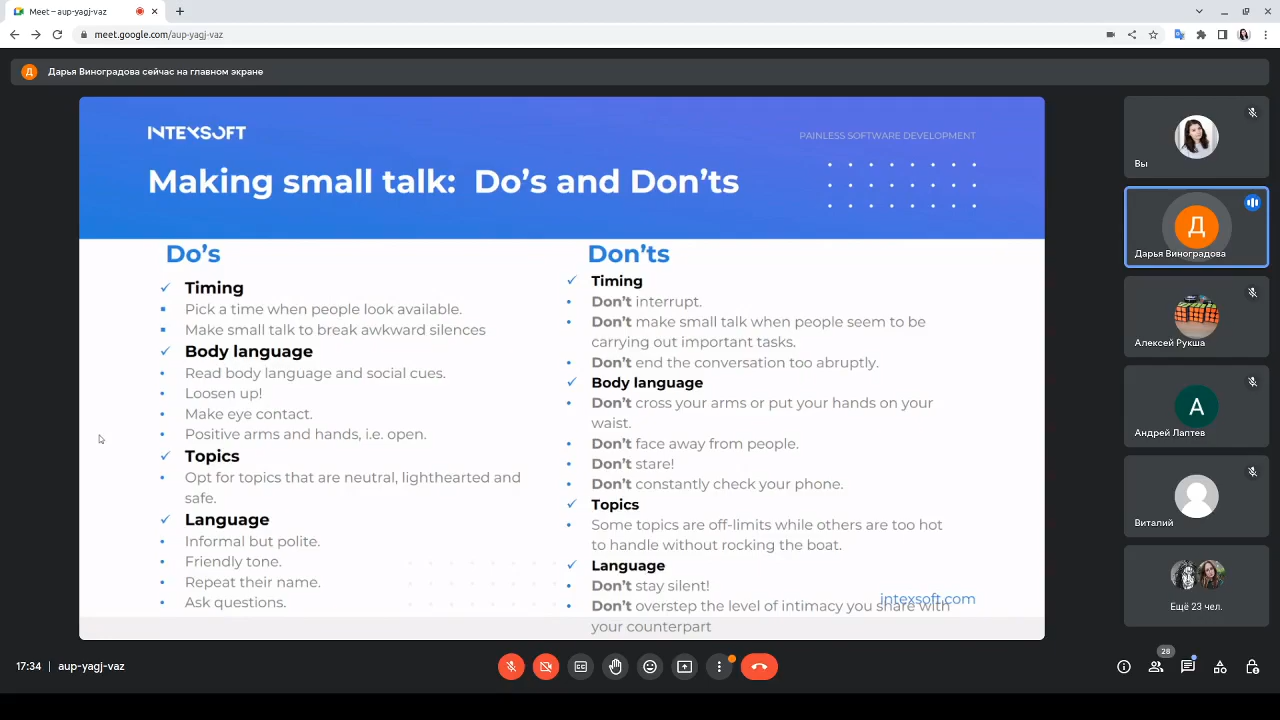 Meet – aup-yagj-vaz
meet.google.com/aup-yagj-vaz
Д
Дарья Виноградова сейчас на главном экране
INTEXSOFT
PAINLESS SOFTWARE DEVELOPMENT
Making small talk: Do's and Don'ts
Do's
Timing
Pick a time when people look available.
Make small talk to break awkward silences
Body language
Read body language and social cues.
Loosen up!
Make eye contact.
Positive arms and hands, i.e. open.
Topics
Opt for topics that are neutral, lighthearted and
safe.
Language
Informal but polite.
Friendly tone.
Repeat their name.
Ask questions.
Don'ts
Timing
Don't interrupt.
Don't make small talk when people seem to be
carrying out important tasks.
Don't end the conversation too abruptly.
Body language
Don't cross your arms or put your hands on your
waist.
Don't face away from people.
Don't stare!
Don't constantly check your phone.
Topics
Some topics are off-limits while others are too hot
to handle without rocking the boat.
Language
Don't stay silent!
Don't overstep the level of intimacy you share with
your counterpart
intexsoft.com
Вы
Д
Дарья Виноградова
Алексей Рукша
А
Андрей Лаптев
Виталий
Ещё 23 чел.
17:34 | aup-yagj-vaz
28